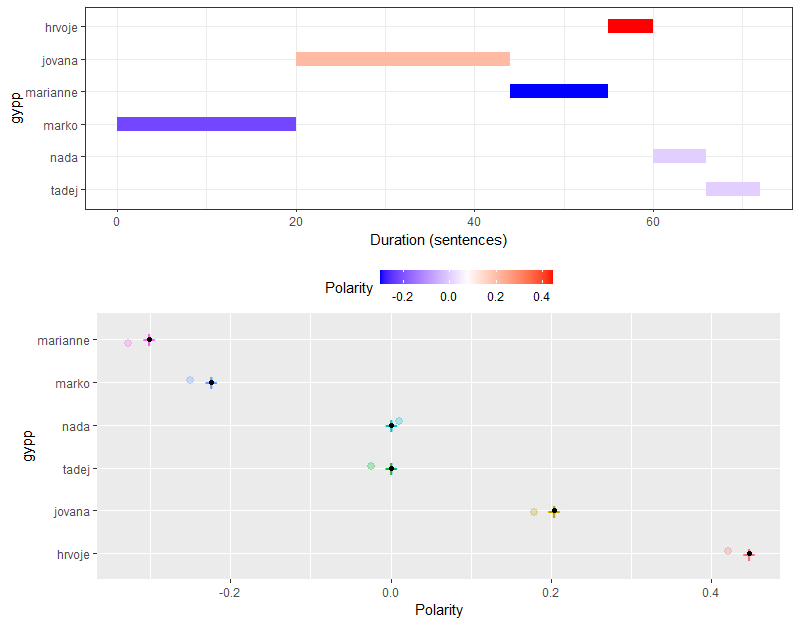 hrvoje
jovana
marianne
marko
nada
tadej
gypp
0 20 40 60
Duration (sentences)
Polarity
-0.2 0.0 0.2 0.4
marianne
marko
nada
tadej
jovana
hrvoje
gypp
-0.2 0.0 0.2 0.4
Polarity